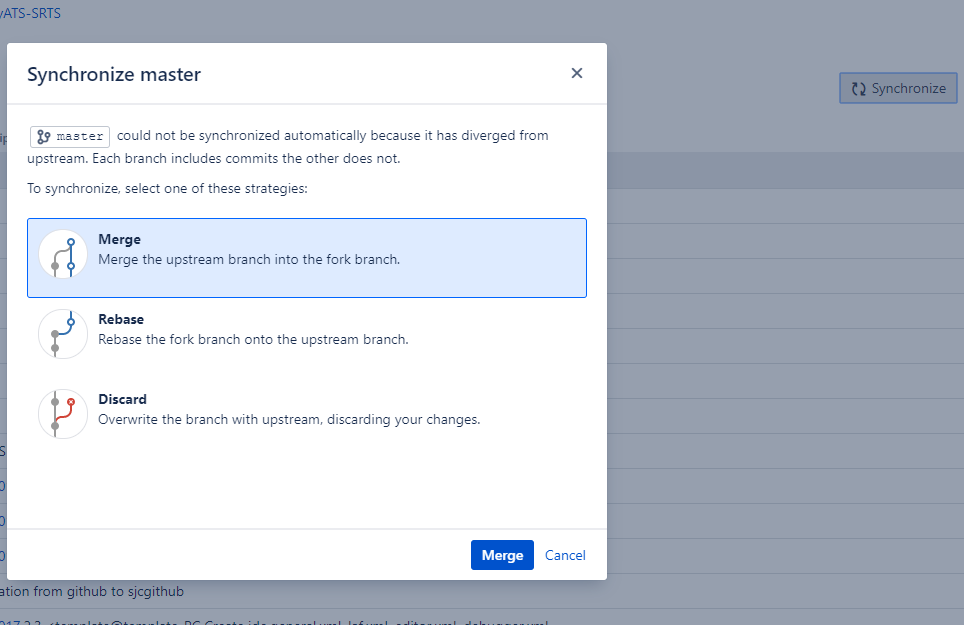 ATS-SRTS
Synchronize master
Synchronize
master could not be synchronized automatically because it has diverged from
upstream. Each branch includes commits the other does not.
To synchronize, select one of these strategies:
Merge
Merge the upstream branch into the fork branch.
Rebase
Rebase the fork branch onto the upstream branch.
Discard
Overwrite the branch with upstream, discarding your changes.
Merge Cancel
ation from github to sjcgithub